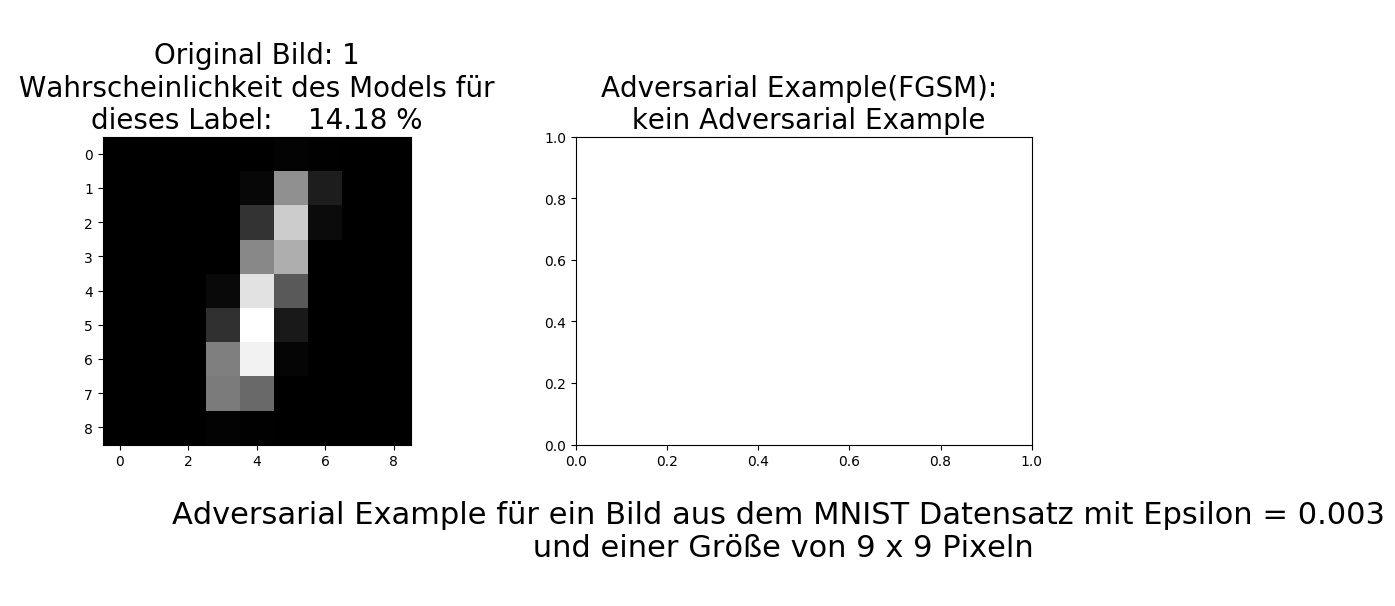 Original Bild: 1
Wahrscheinlichkeit des Models für
dieses Label: 14.18 %
0
1
2
3
4
5
6
7
8
0 2 4 6 8
Adversarial Example(FGSM):
kein Adversarial Example
1.0
0.8
0.6
0.4
0.2
0.0
0.0 0.2 0.4 0.6 0.8 1.0
Adversarial Example für ein Bild aus dem MNIST Datensatz mit Epsilon = 0.003
und einer Größe von 9 x 9 Pixeln